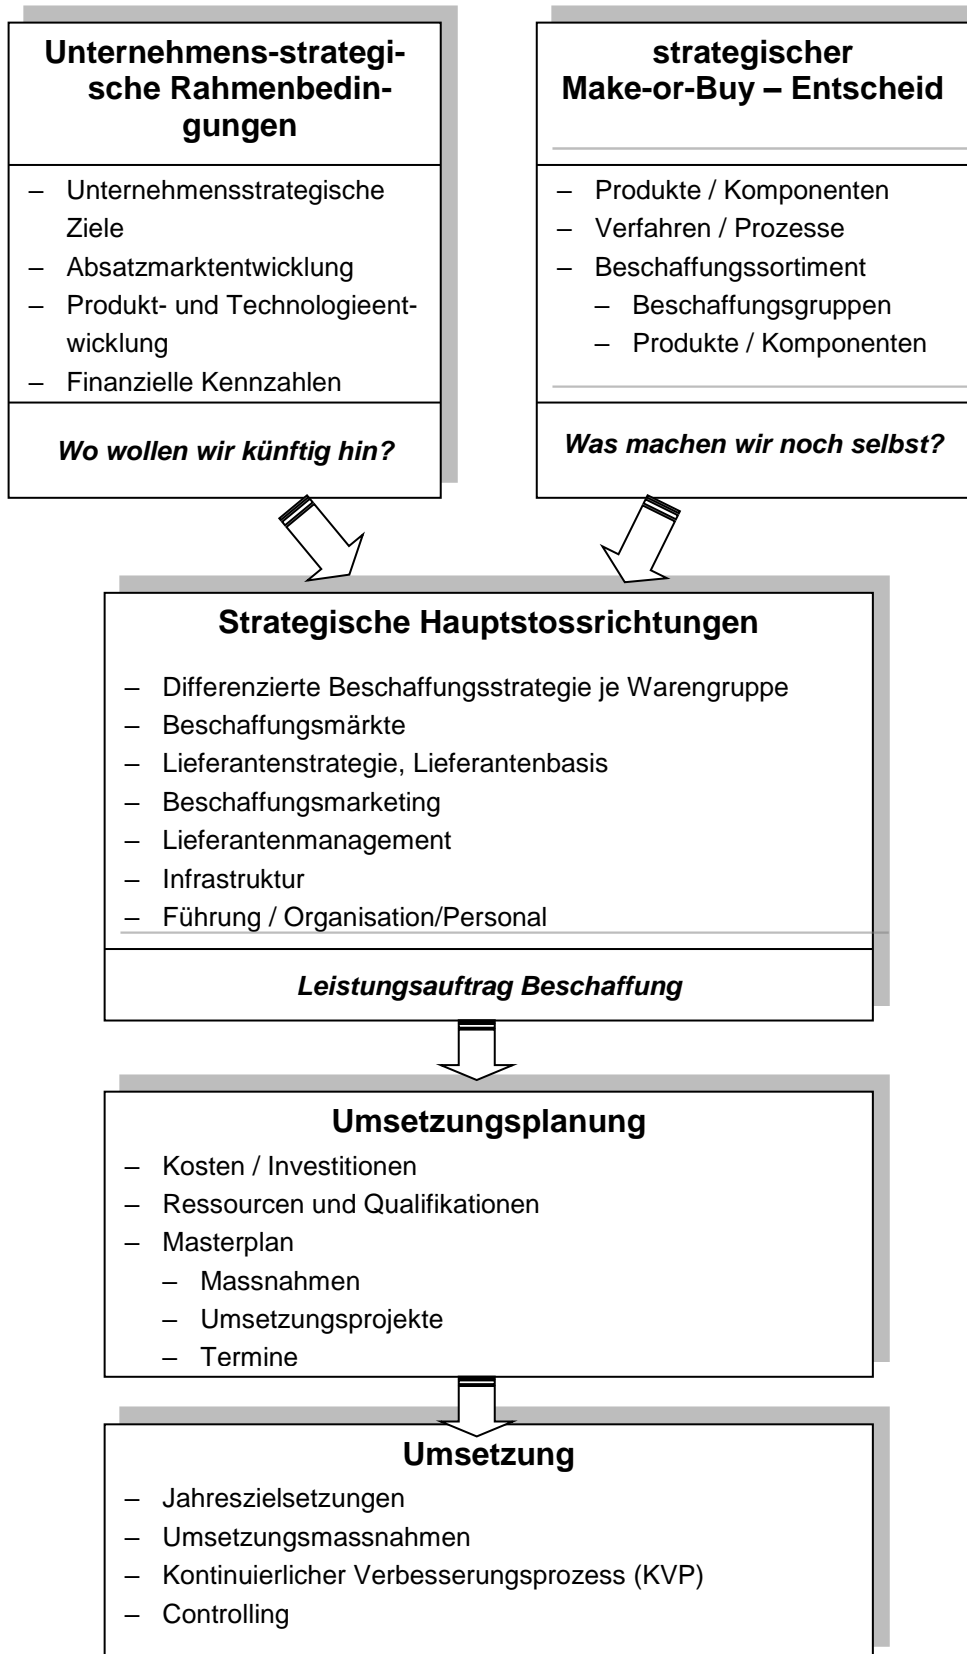 Unternehmens-strategi-
sche Rahmenbedin-
gungen
– Unternehmensstrategische
Ziele
– Absatzmarktentwicklung
– Produkt- und Technologieent-
wicklung
– Finanzielle Kennzahlen
Wo wollen wir künftig hin?
strategischer
Make-or-Buy – Entscheid
– Produkte / Komponenten
– Verfahren / Prozesse
– Beschaffungssortiment
– Beschaffungsgruppen
– Produkte / Komponenten
Was machen wir noch selbst?
Strategische Hauptstossrichtungen
– Differenzierte Beschaffungsstrategie je Warengruppe
– Beschaffungsmärkte
– Lieferantenstrategie, Lieferantenbasis
– Beschaffungsmarketing
– Lieferantenmanagement
– Infrastruktur
– Führung / Organisation/Personal
Leistungsauftrag Beschaffung
Umsetzungsplanung
– Kosten / Investitionen
– Ressourcen und Qualifikationen
– Masterplan
– Massnahmen
– Umsetzungsprojekte
– Termine
Umsetzung
– Jahreszielsetzungen
– Umsetzungsmassnahmen
– Kontinuierlicher Verbesserungsprozess (KVP)
– Controlling